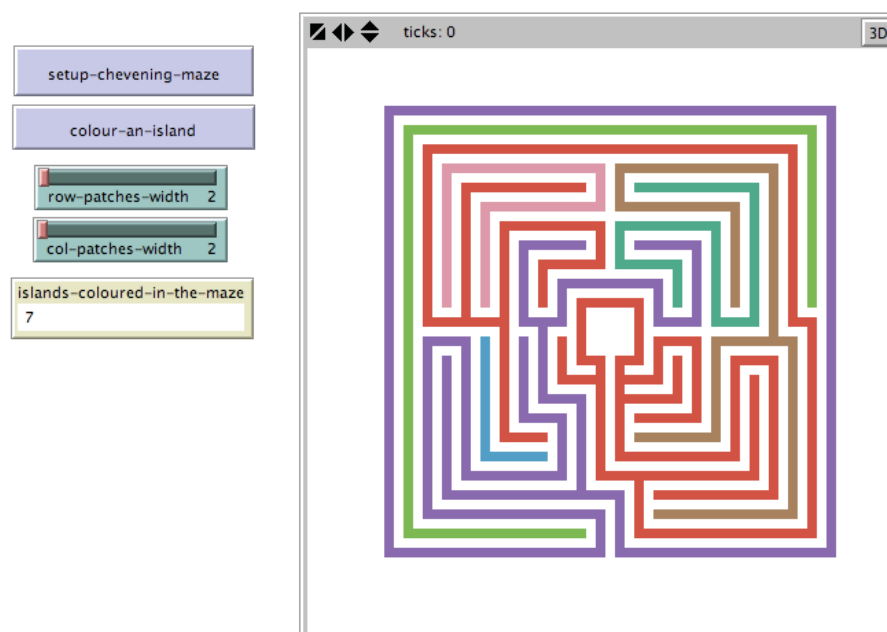 ticks: 0
3D
setup-chevening-maze
colour-an-island
row-patches-width 2
col-patches-width 2
islands-coloured-in-the-maze
7